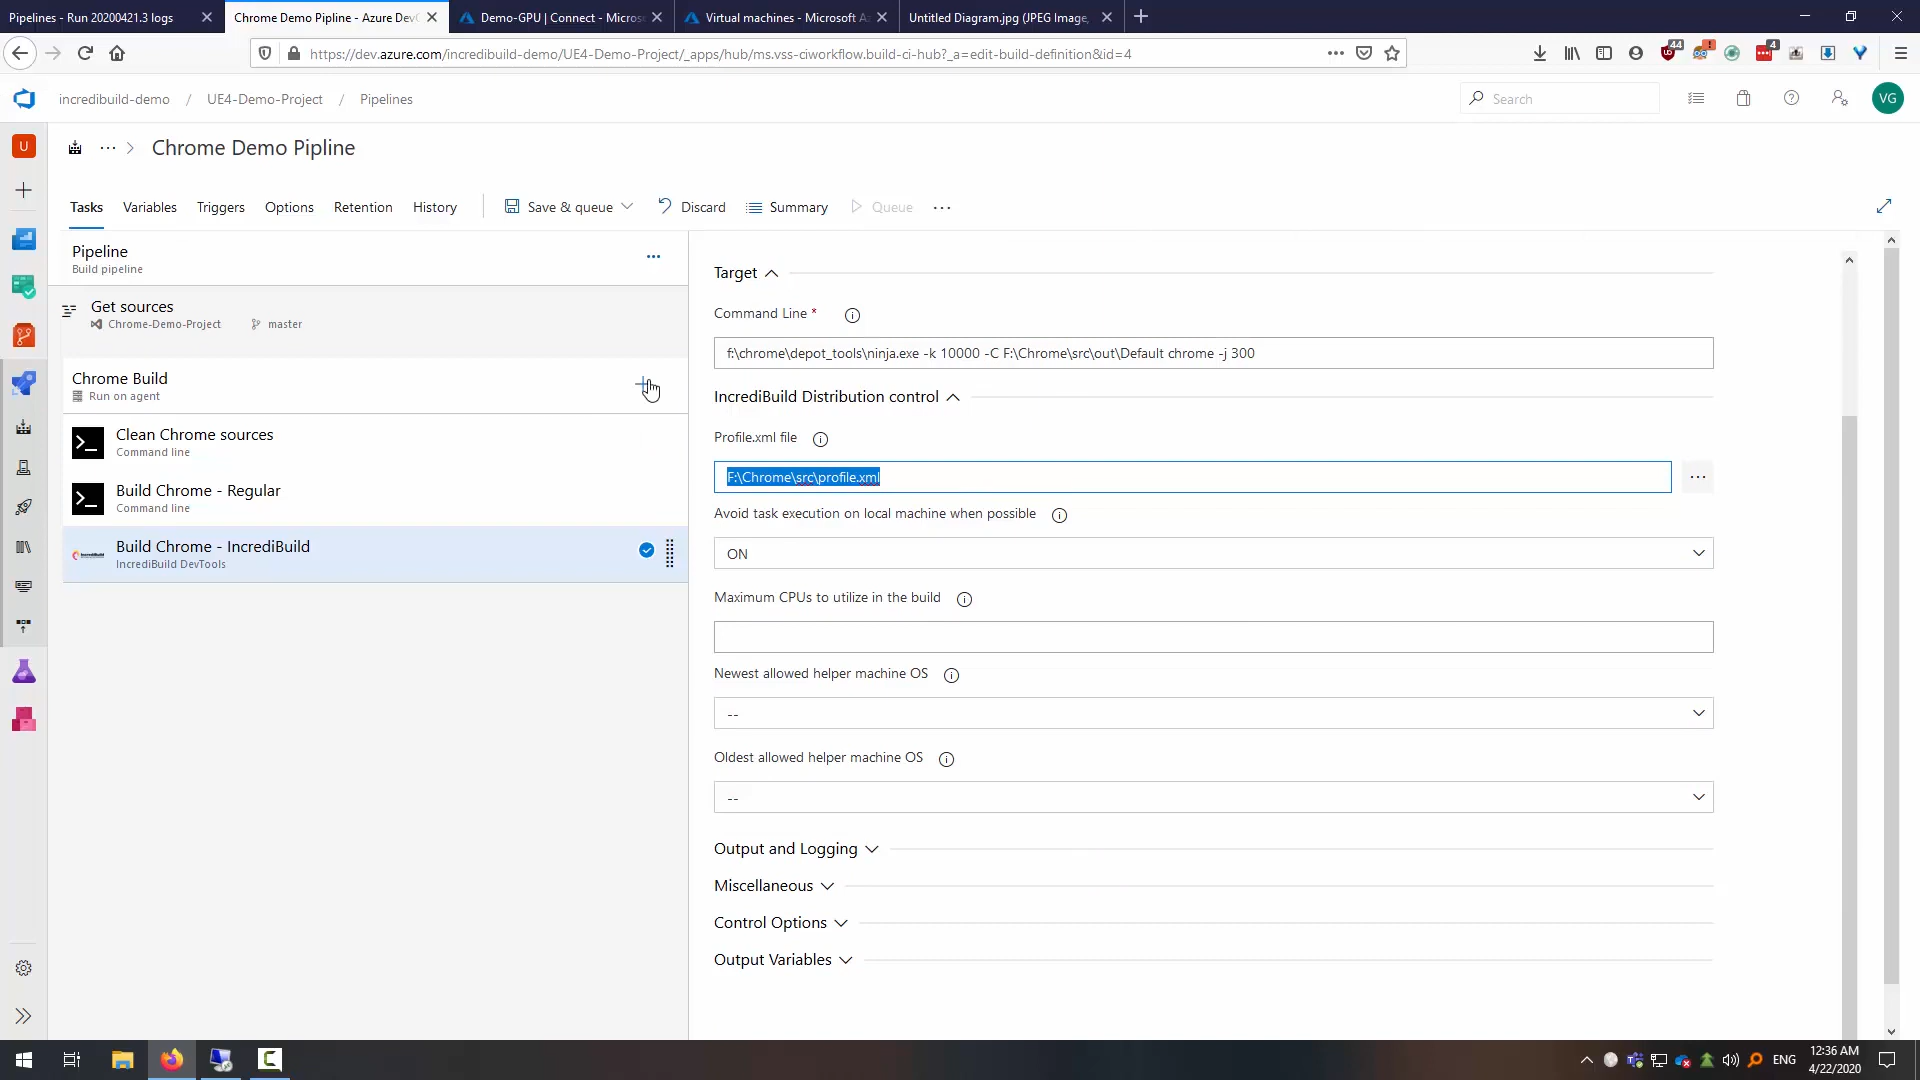 Pipelines - Run 20200421.3 logs
Chrome Demo Pipline - Azure DevO
Demo-GPU | Connect - Micros
Virtual machines - Microsoft A
Untitled Diagram.jpg (JPEG Image,
https://dev.azure.com/incredibuild-demo/UE4-Demo-Project/_apps/hub/ms.vss-ciworkflow.build-ci-hub?_a=edit-build-definition&id=4
44
4
incredibuild-demo / UE4-Demo-Project / Pipelines
Search
VG
U
Chrome Demo Pipline
Tasks Variables Triggers Options Retention History Save & queue Discard Summary Queue
Pipeline
Build pipeline
Get sources
Chrome-Demo-Project master
Chrome Build
Run on agent
Clean Chrome sources
Command line
Build Chrome - Regular
Command line
Build Chrome - IncrediBuild
IncrediBuild DevTools
Target
Command Line *
f:\chrome\depot_tools\ninja.exe -k 10000 -C F:\Chrome\src\out\Default chrome -j 300
IncrediBuild Distribution control
Profile.xml file
F:\Chrome\src\profile.xml
Avoid task execution on local machine when possible
ON
Maximum CPUs to utilize in the build
Newest allowed helper machine OS
--
Oldest allowed helper machine OS
--
Output and Logging
Miscellaneous
Control Options
Output Variables
ENG
12:36 AM
4/22/2020